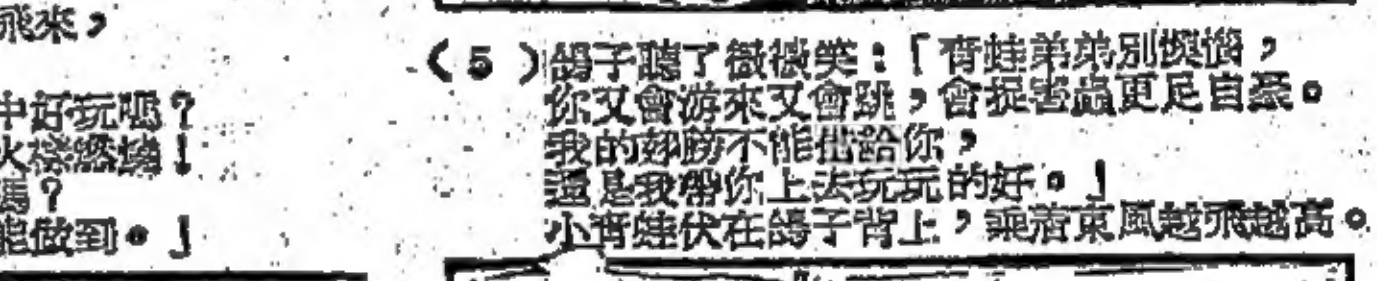 飛來，
中好玩嗎？
火
嗎？
能做到。」
（5）鴿子聽了微微笑：「青蛙弟弟別懊惱，
你又會游來又會跳，會捉害蟲更足自豪。
我的翅膀不能借給你，
還是我帶你上去玩玩的好。」
小青蛙伏在鴿子背上，乘着東風越飛越高。